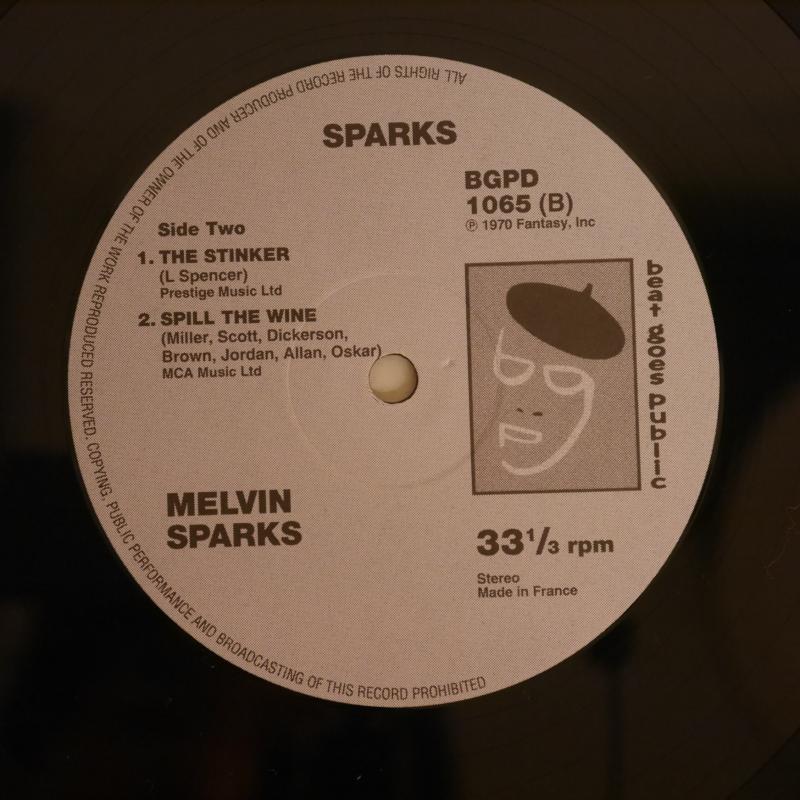 SPARKS
BGPD
1065 (B)
℗ 1970 Fantasy, Inc
Side Two
1. THE STINKER
(L Spencer)
Prestige Music Ltd
2. SPILL THE WINE
(Miller, Scott, Dickerson,
Brown, Jordan, Allan, Oskar)
MCA Music Ltd
beat goes public
MELVIN
SPARKS
33 1/3 rpm
Stereo
Made in France
ALL RIGHTS OF THE RECORD PRODUCER AND OF THE OWNER OF THE WORK REPRODUCED RESERVED. COPYING, PUBLIC PERFORMANCE AND BROADCASTING OF THIS RECORD PROHIBITED